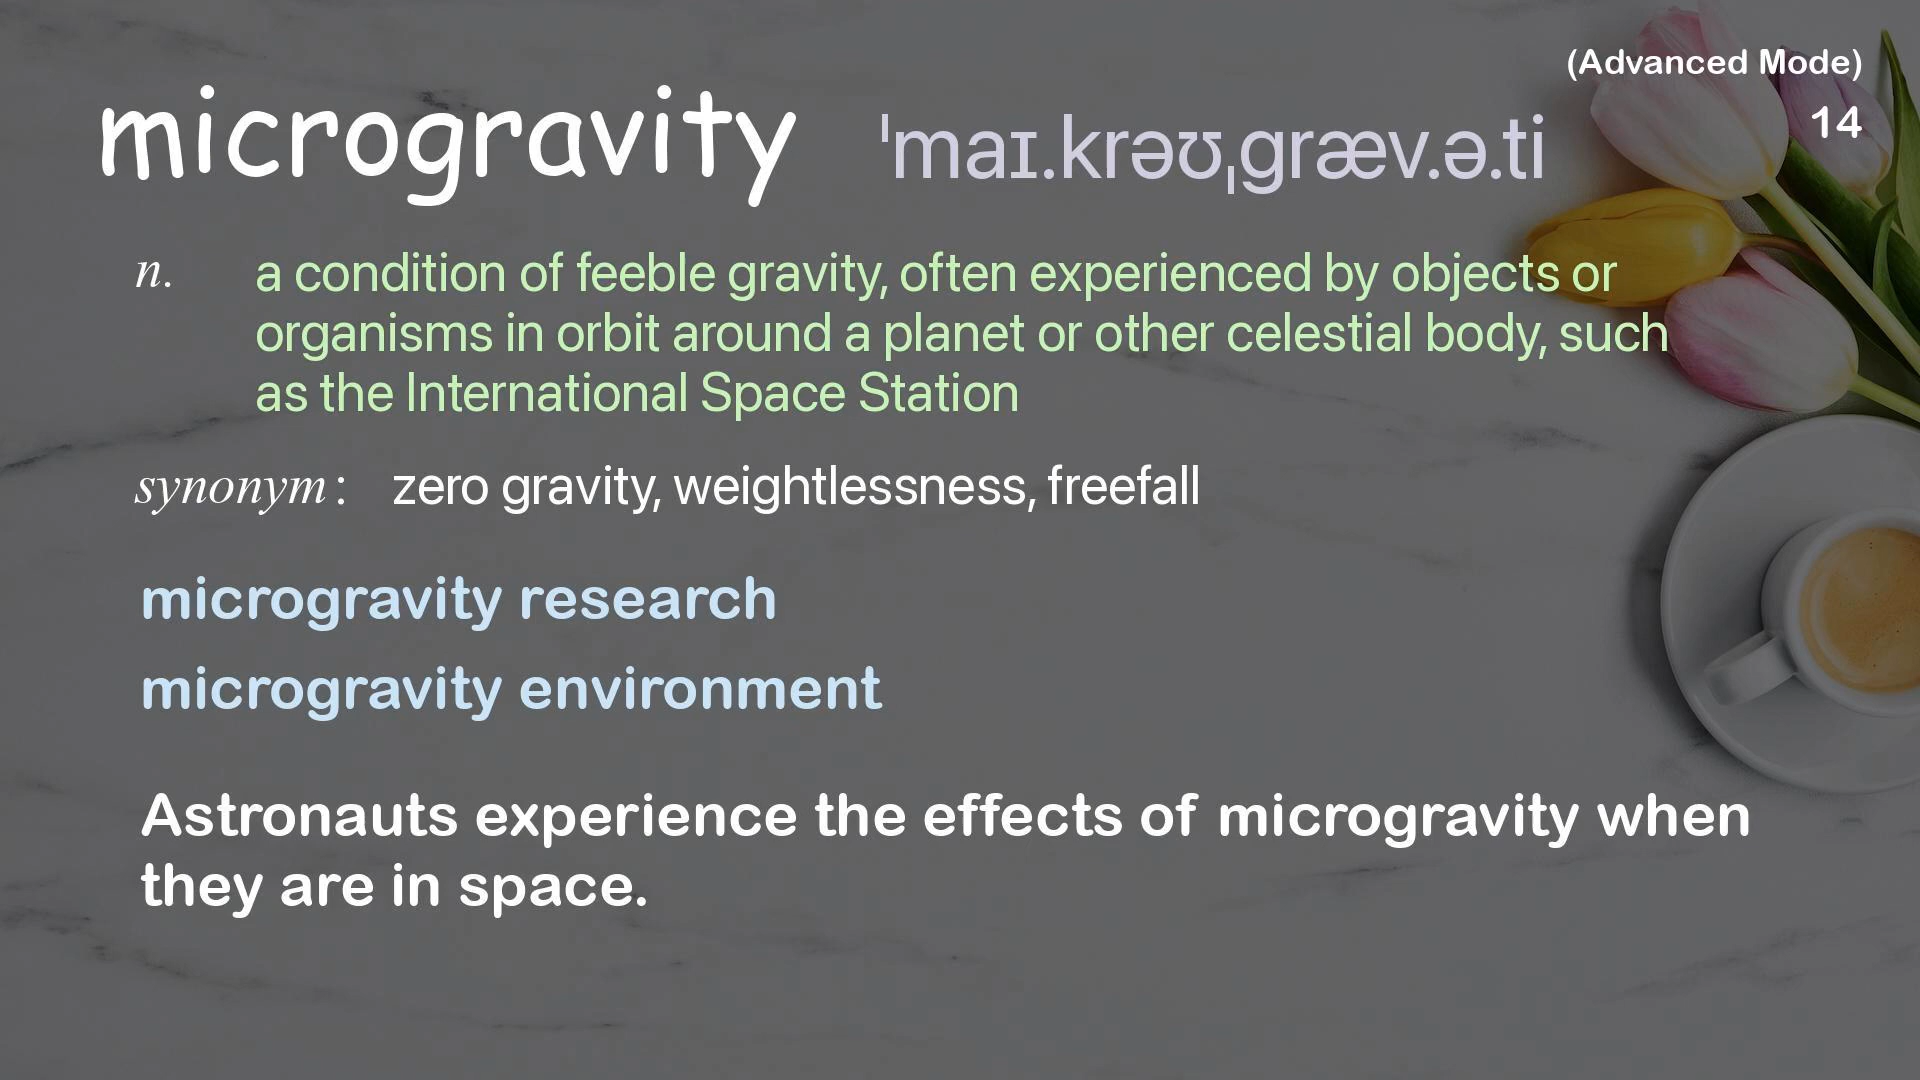 (Advanced Mode)
microgravity ˈmaɪ.krəʊˌɡræv.ə.ti 14
n. a condition of feeble gravity, often experienced by objects or
organisms in orbit around a planet or other celestial body, such
as the International Space Station
synonym: zero gravity, weightlessness, freefall
microgravity research
microgravity environment
Astronauts experience the effects of microgravity when
they are in space.